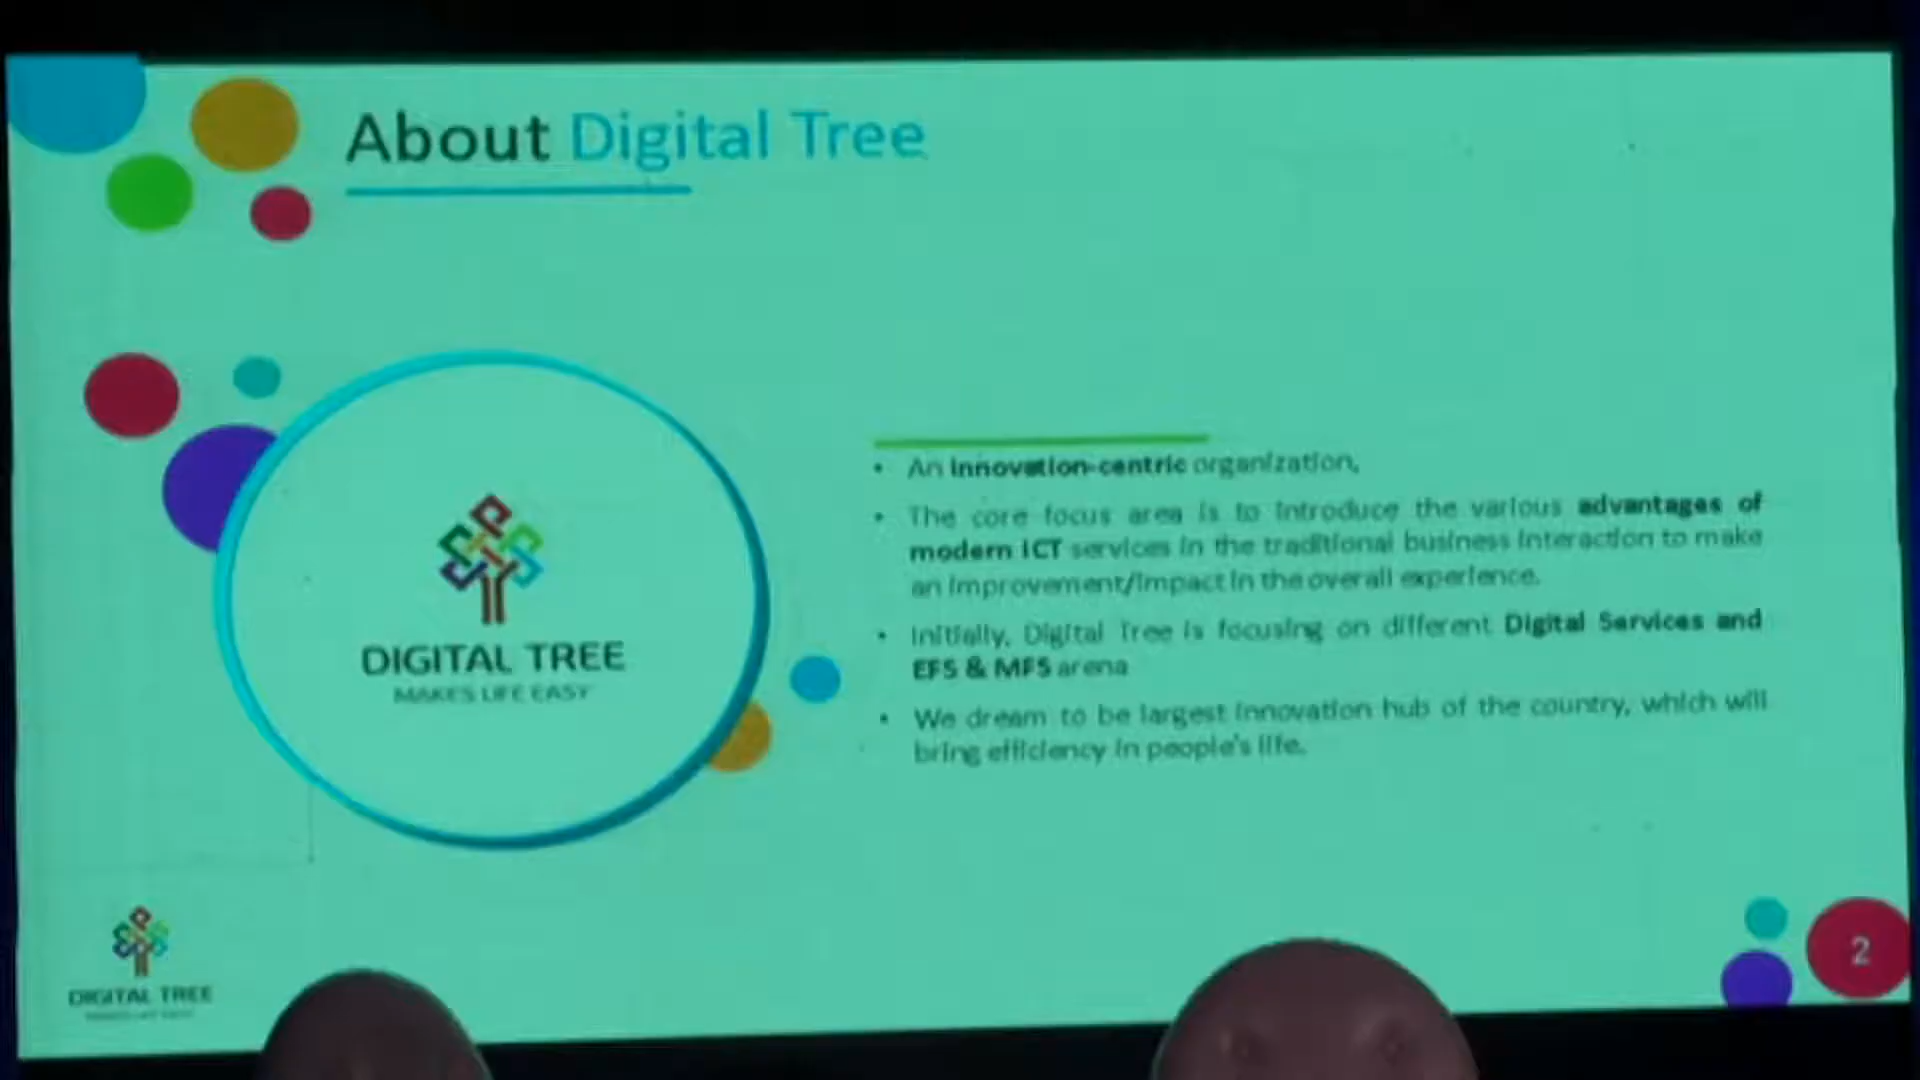 About Digital Tree
• An innovation-centric organization,
• The core focus area is to introduce the various advantages of
modern ICT services in the traditional business interaction to make
an improvement/impact in the overall experience.
• Initially, Digital Tree is focusing on different Digital Services and
EFS & MFS arena
• We dream to be largest innovation hub of the country, which will
bring efficiency in people's life.
DIGITAL TREE
MAKES LIFE EASY
DIGITAL TREE
2